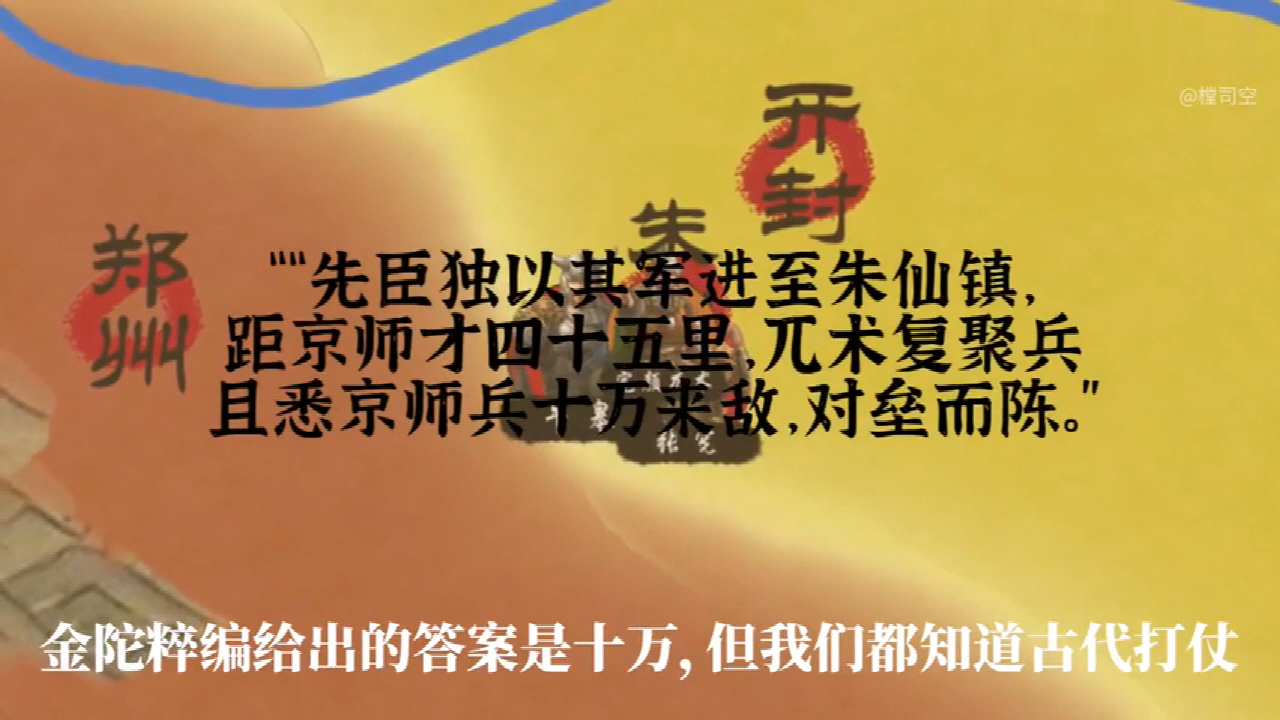 @樘司空
开封
朱
郑州
""先臣独以其军进至朱仙镇,
距京师才四十五里,兀术复聚兵
且悉京师兵十万来敌,对垒而陈。"
张宪
金陀粹编给出的答案是十万,但我们都知道古代打仗